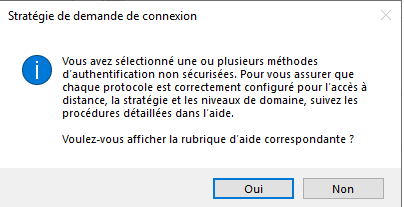 Stratégie de demande de connexion
Vous avez sélectionné une ou plusieurs méthodes
d'authentification non sécurisées. Pour vous assurer que
chaque protocole est correctement configuré pour l'accès à
distance, la stratégie et les niveaux de domaine, suivez les
procédures détaillées dans l'aide.
Voulez-vous afficher la rubrique d'aide correspondante ?
Oui
Non